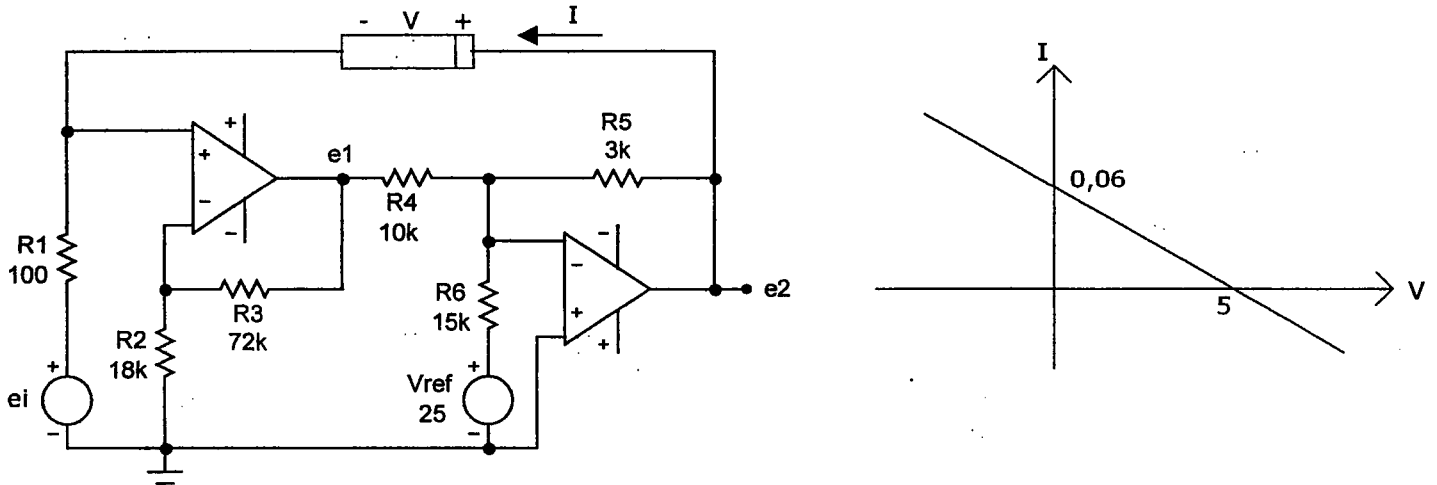 - V +
I
+
+
-
-
e1
R4
10k
R5
3k
R1
100
R3
72k
R2
18k
R6
15k
-
-
+
+
e2
+
ei
-
+
Vref
25
-
I
0,06
5
V